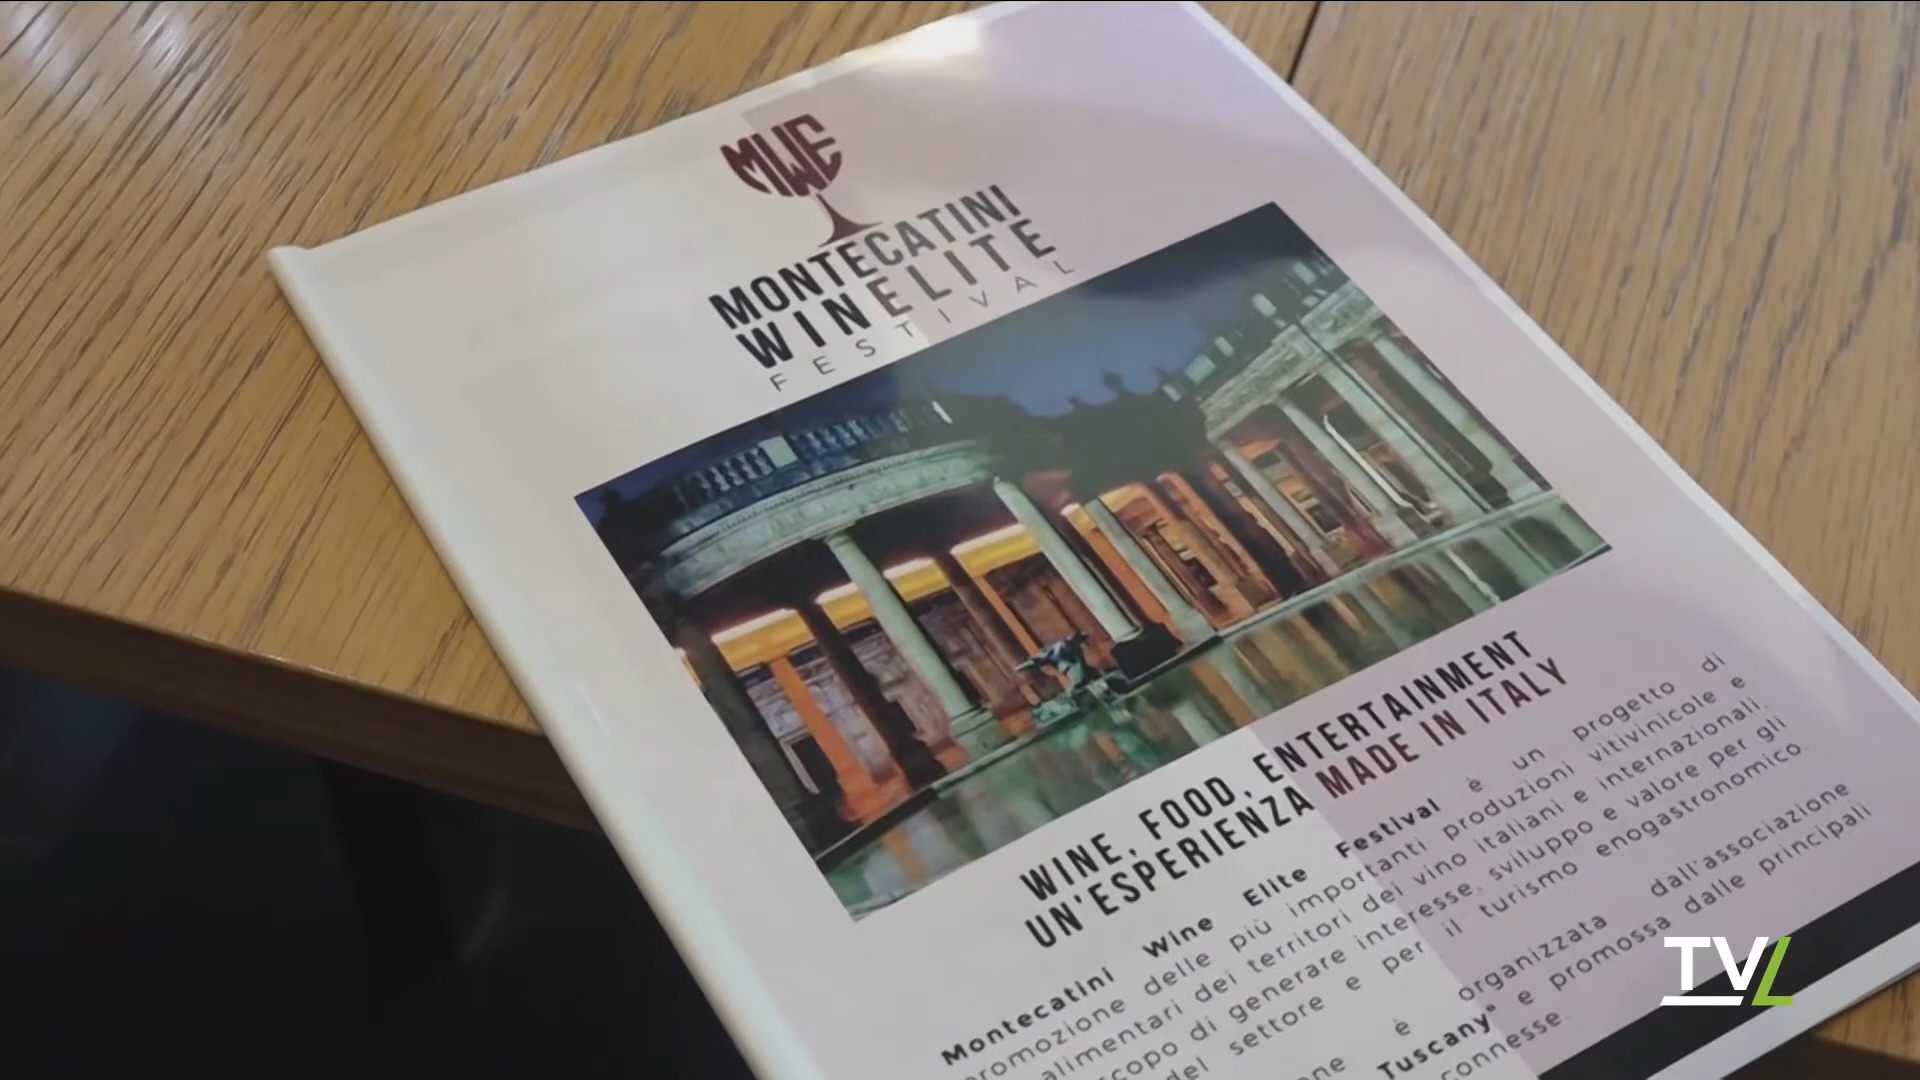 MWE
MONTECATINI
WINELITE
FESTIVAL
WINE, FOOD, ENTERTAINMENT
UN'ESPERIENZA MADE IN ITALY
Montecatini Wine Elite Festival è un progetto di
promozione delle più importanti produzioni vitivinicole e
alimentari dei territori del vino italiani e internazionali,
scopo di generare interesse, sviluppo e valore per gli
del settore e per il turismo enogastronomico.
è organizzata dall'associazione
Tuscany® e promossa dalle principali
connesse.
TVL